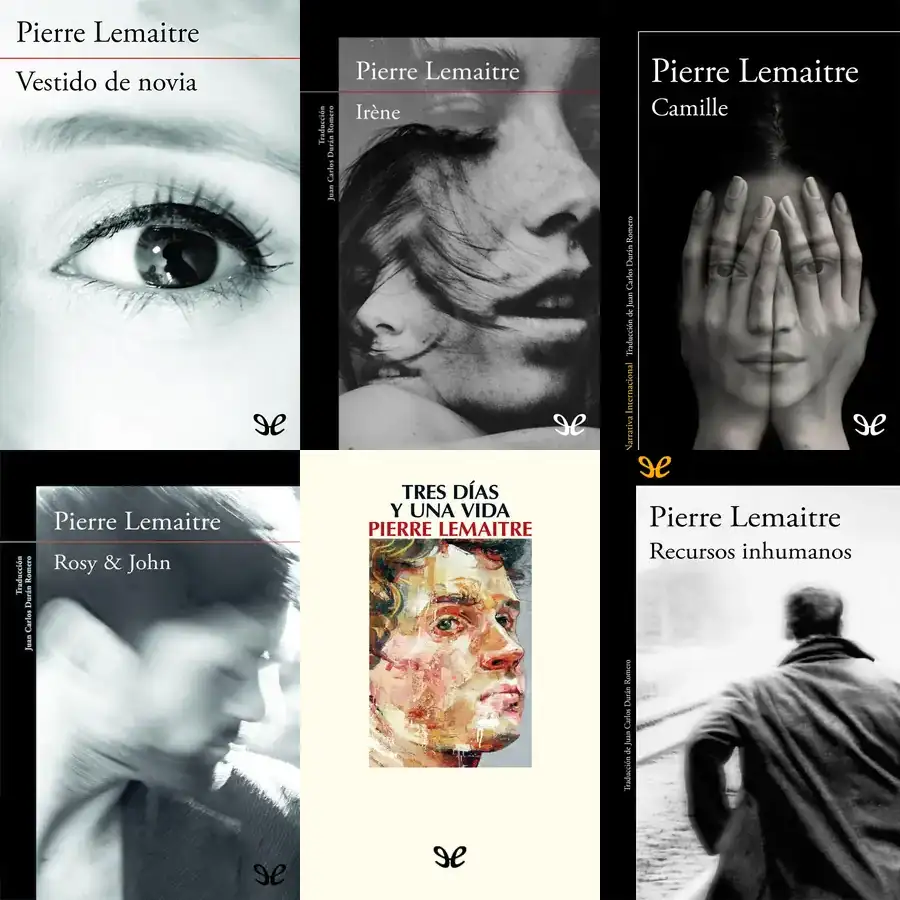 Pierre Lemaitre
Vestido de novia
Pierre Lemaitre
Irène
Traducción
Juan Carlos Durán Romero
Pierre Lemaitre
Camille
Narrativa Internacional Traducción de Juan Carlos Durán Romero
Pierre Lemaitre
Rosy & John
Traducción
Juan Carlos Durán Romero
TRES DÍAS
Y UNA VIDA
PIERRE LEMAITRE
Pierre Lemaitre
Recursos inhumanos
Traducción de Juan Carlos Durán Romero